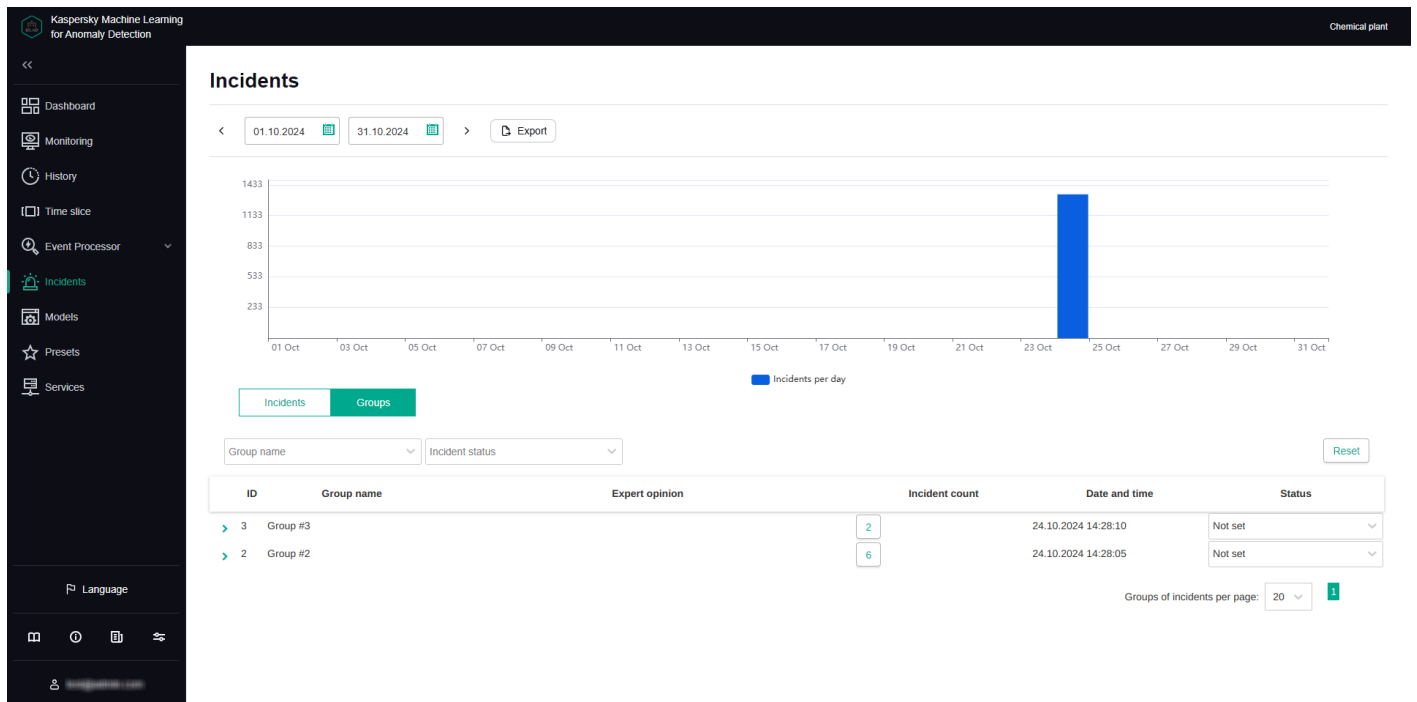 Kaspersky Machine Learning
for Anomaly Detection
Chemical plant
Dashboard
Monitoring
History
Time slice
Event Processor
Incidents
Models
Presets
Services
Language
Incidents
01.10.2024 31.10.2024 Export
1433
1133
833
533
233
01 Oct 03 Oct 05 Oct 07 Oct 09 Oct 11 Oct 13 Oct 15 Oct 17 Oct 19 Oct 21 Oct 23 Oct 25 Oct 27 Oct 29 Oct 31 Oct
Incidents per day
Incidents Groups
Group name Incident status Reset
ID Group name Expert opinion Incident count Date and time Status
3 Group #3 2 24.10.2024 14:28:10 Not set
2 Group #2 6 24.10.2024 14:28:05 Not set
Groups of incidents per page: 20 1